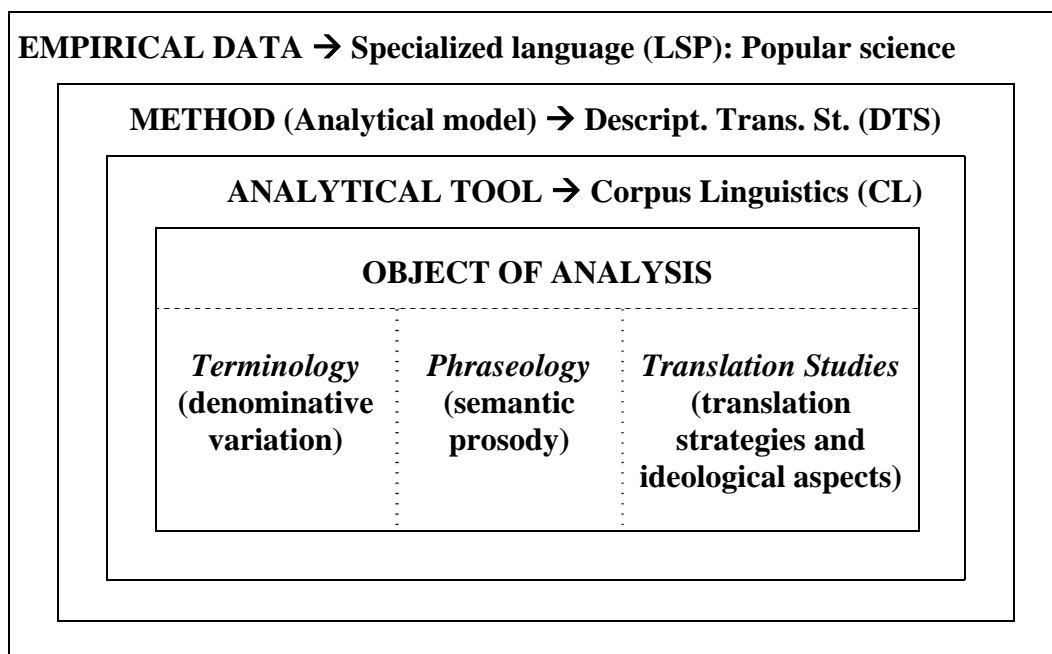 EMPIRICAL DATA → Specialized language (LSP): Popular science
METHOD (Analytical model) → Descript. Trans. St. (DTS)
ANALYTICAL TOOL → Corpus Linguistics (CL)
OBJECT OF ANALYSIS
Terminology
(denominative
variation)
Phraseology
(semantic
prosody)
Translation Studies
(translation
strategies and
ideological aspects)